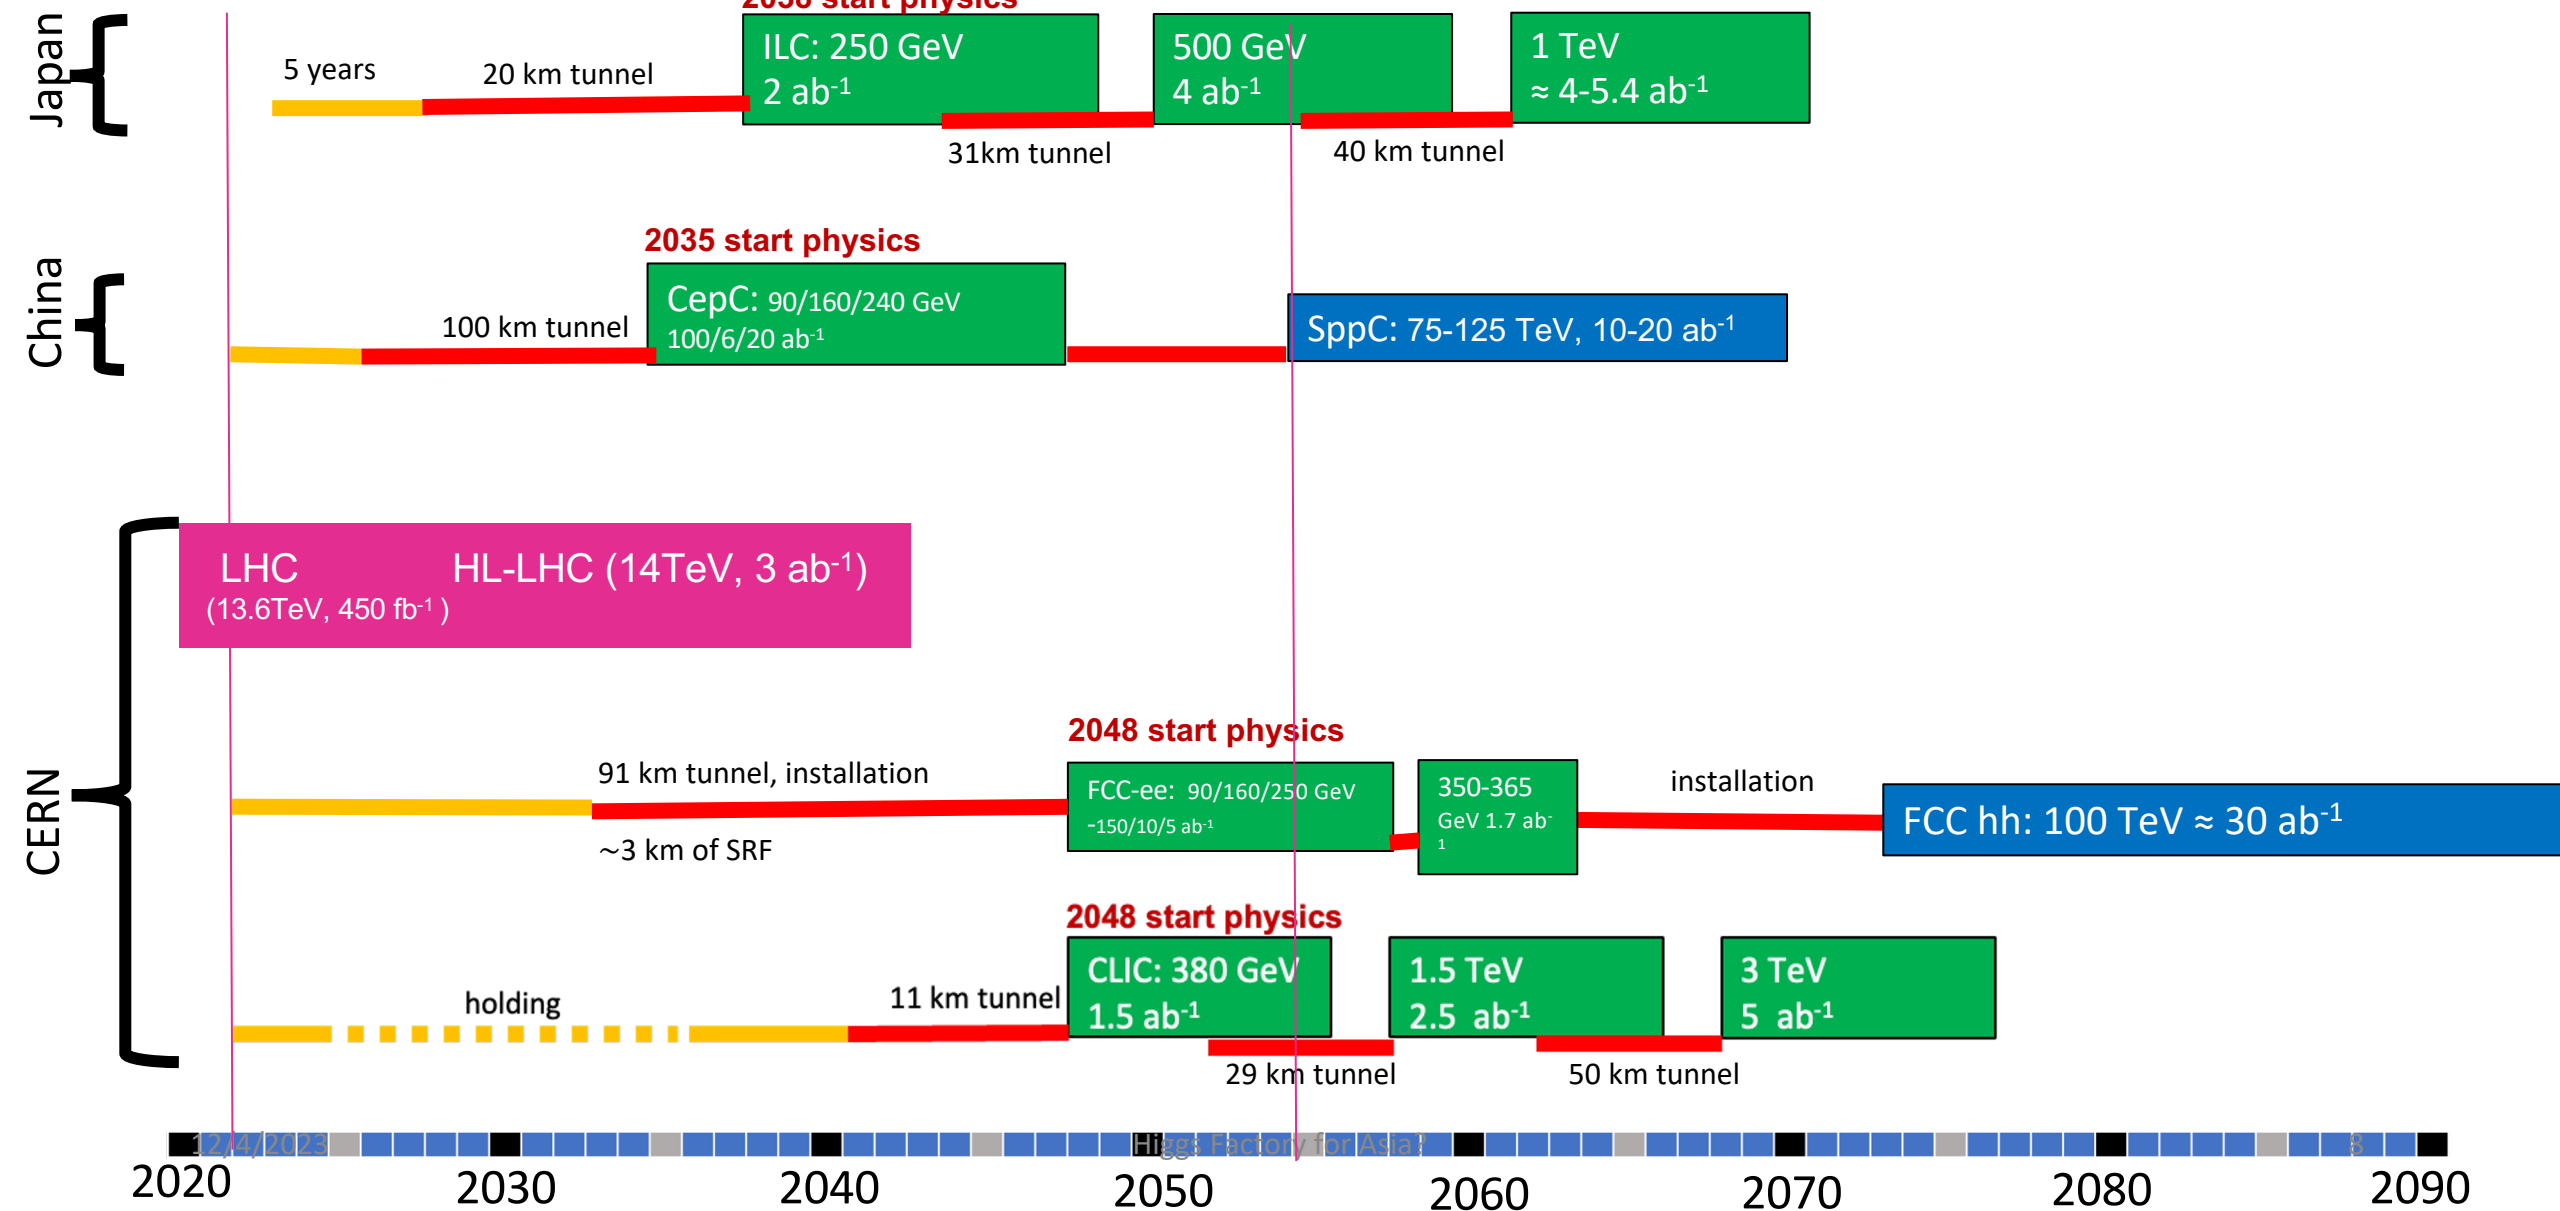 2038 start physics
Japan
5 years
20 km tunnel
ILC: 250 GeV
2 ab-1
31km tunnel
500 GeV
4 ab-1
40 km tunnel
1 TeV
≈ 4-5.4 ab-1
China
2035 start physics
100 km tunnel
CepC: 90/160/240 GeV
100/6/20 ab-1
SppC: 75-125 TeV, 10-20 ab-1
CERN
LHC
(13.6TeV, 450 fb-1 )
HL-LHC (14TeV, 3 ab-1)
2048 start physics
91 km tunnel, installation
~3 km of SRF
FCC-ee: 90/160/250 GeV
-150/10/5 ab-1
350-365
GeV 1.7 ab-
1
installation
FCC hh: 100 TeV ≈ 30 ab-1
2048 start physics
holding
11 km tunnel
CLIC: 380 GeV
1.5 ab-1
29 km tunnel
1.5 TeV
2.5 ab-1
50 km tunnel
3 TeV
5 ab-1
12/4/2023
Higgs Factory for Asia?
8
2020
2030
2040
2050
2060
2070
2080
2090